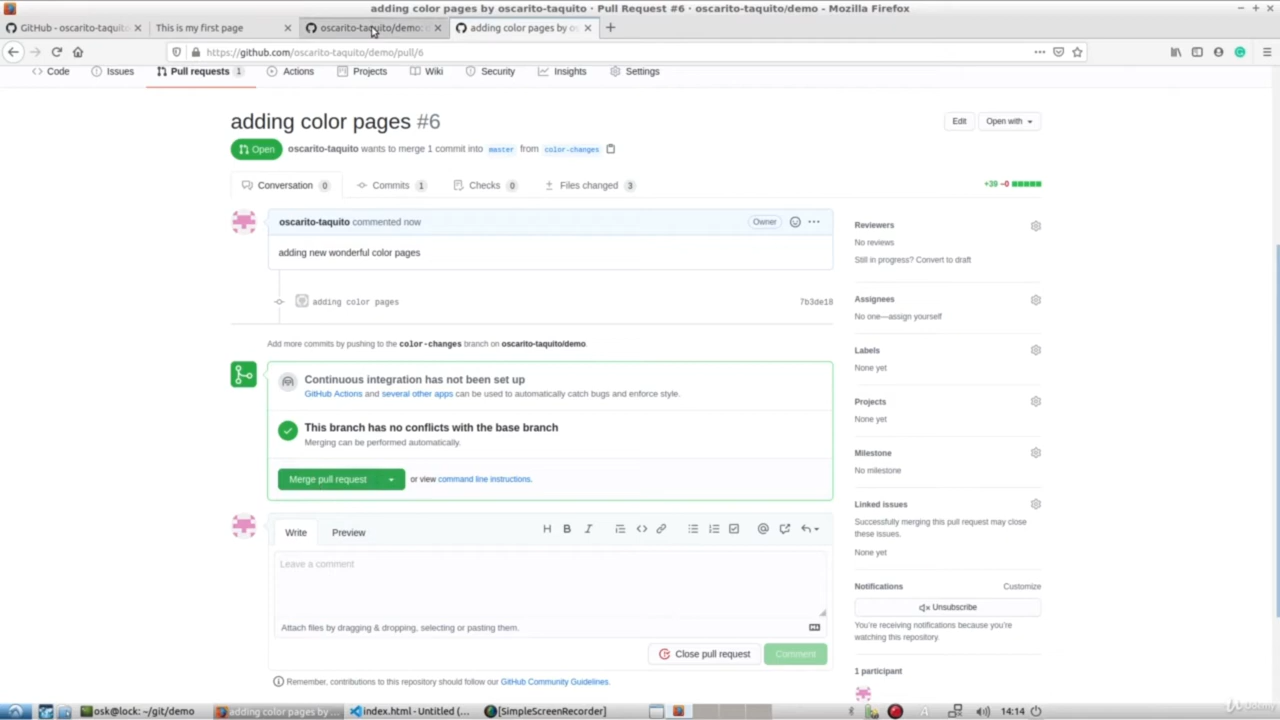 adding color pages by oscarito-taquito · Pull Request #6 · oscarito-taquito/demo - Mozilla Firefox
GitHub - oscarito-taquit
This is my first page
oscarito-taquito/demo:
adding color pages by os
https://github.com/oscarito-taquito/demo/pull/6
Code Issues Pull requests 1 Actions Projects Wiki Security Insights Settings
adding color pages #6
Edit Open with
Open oscarito-taquito wants to merge 1 commit into master from color-changes
Conversation 0 Commits 1 Checks 0 Files changed 3 +39 −0
oscarito-taquito commented now Owner
adding new wonderful color pages
adding color pages 7b3de18
Add more commits by pushing to the color-changes branch on oscarito-taquito/demo.
Continuous integration has not been set up
GitHub Actions and several other apps can be used to automatically catch bugs and enforce style.
This branch has no conflicts with the base branch
Merging can be performed automatically.
Merge pull request or view command line instructions.
Write Preview
Leave a comment
Attach files by dragging & dropping, selecting or pasting them.
Close pull request Comment
Remember, contributions to this repository should follow our GitHub Community Guidelines.
Reviewers
No reviews
Still in progress? Convert to draft
Assignees
No one—assign yourself
Labels
None yet
Projects
None yet
Milestone
No milestone
Linked issues
Successfully merging this pull request may close
these issues.
None yet
Notifications Customize
Unsubscribe
You're receiving notifications because you're
watching this repository.
1 participant
osk@lock: ~/gi/demo
adding color pages by ...
index.html - Untitled (...
[SimpleScreenRecorder]
14:14
Udemy